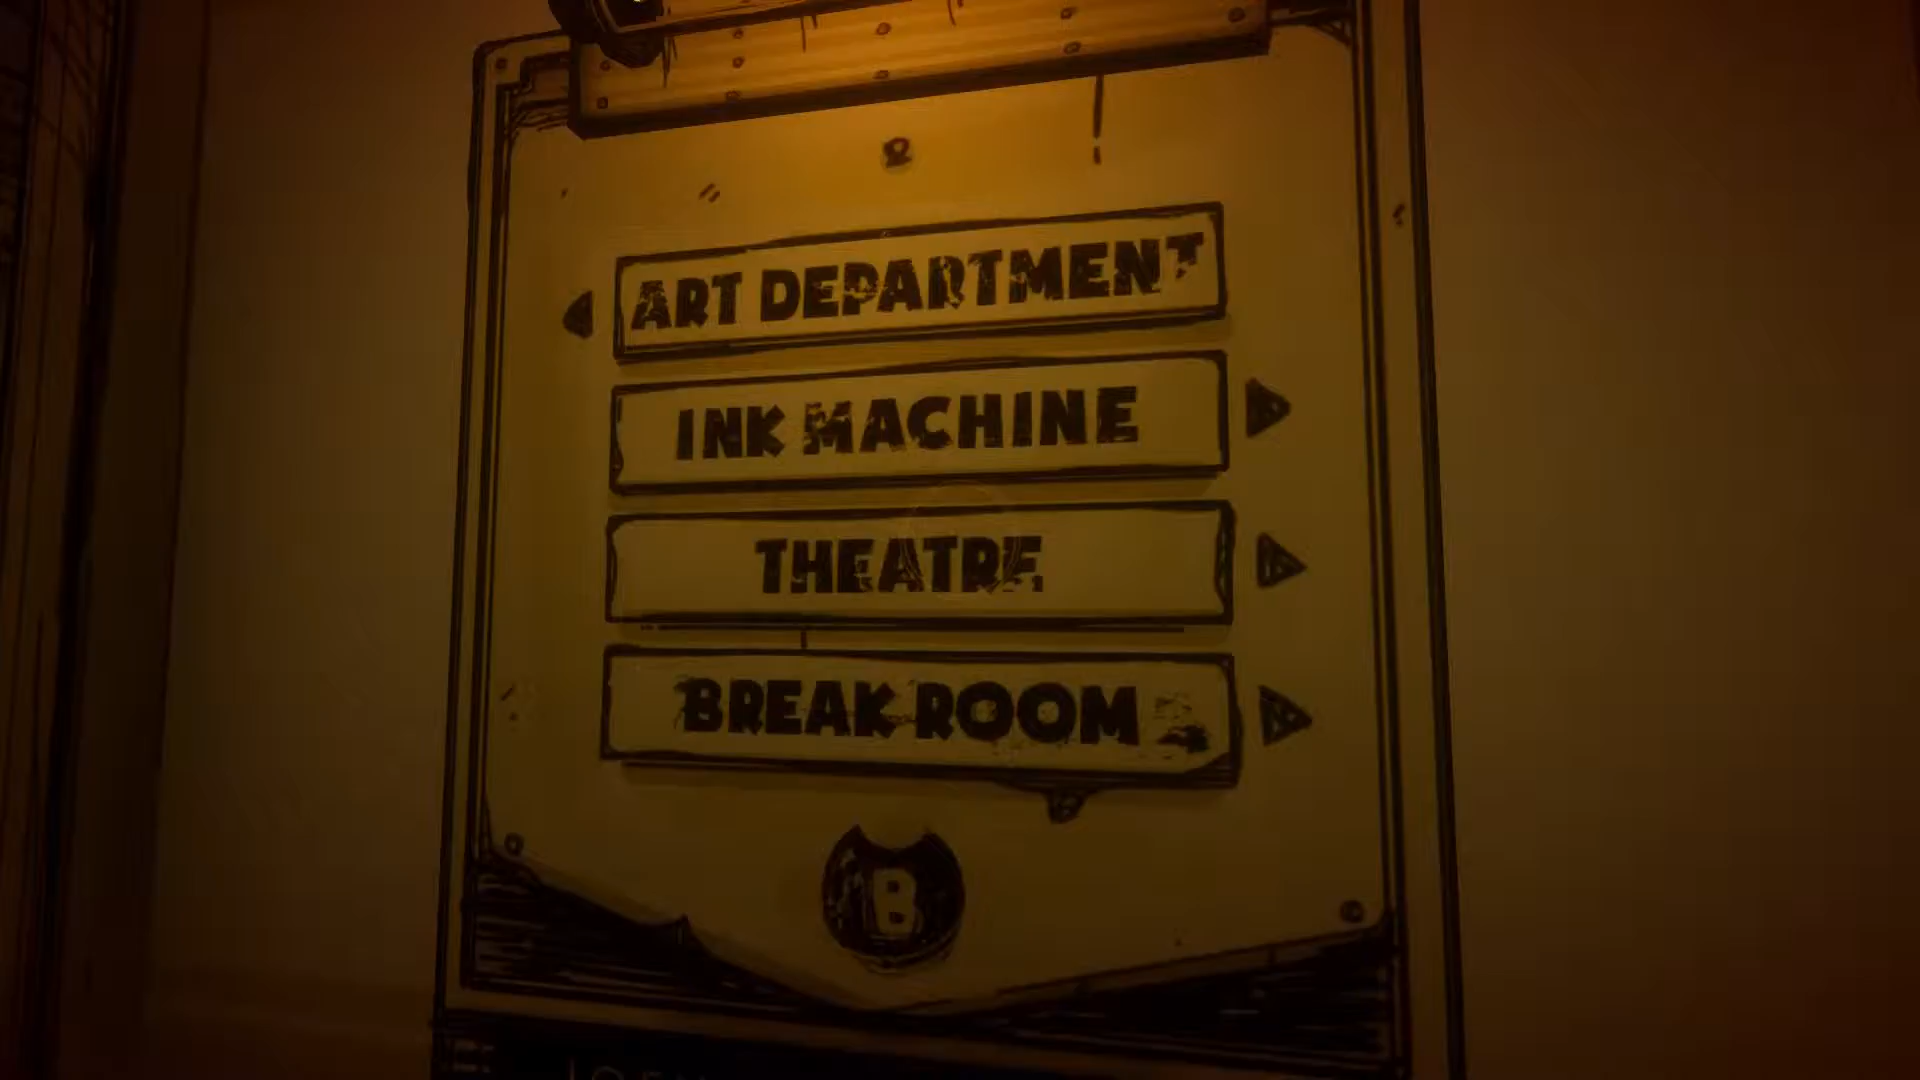 ART DEPARTMENT
INK MACHINE
THEATRE
BREAK ROOM
B